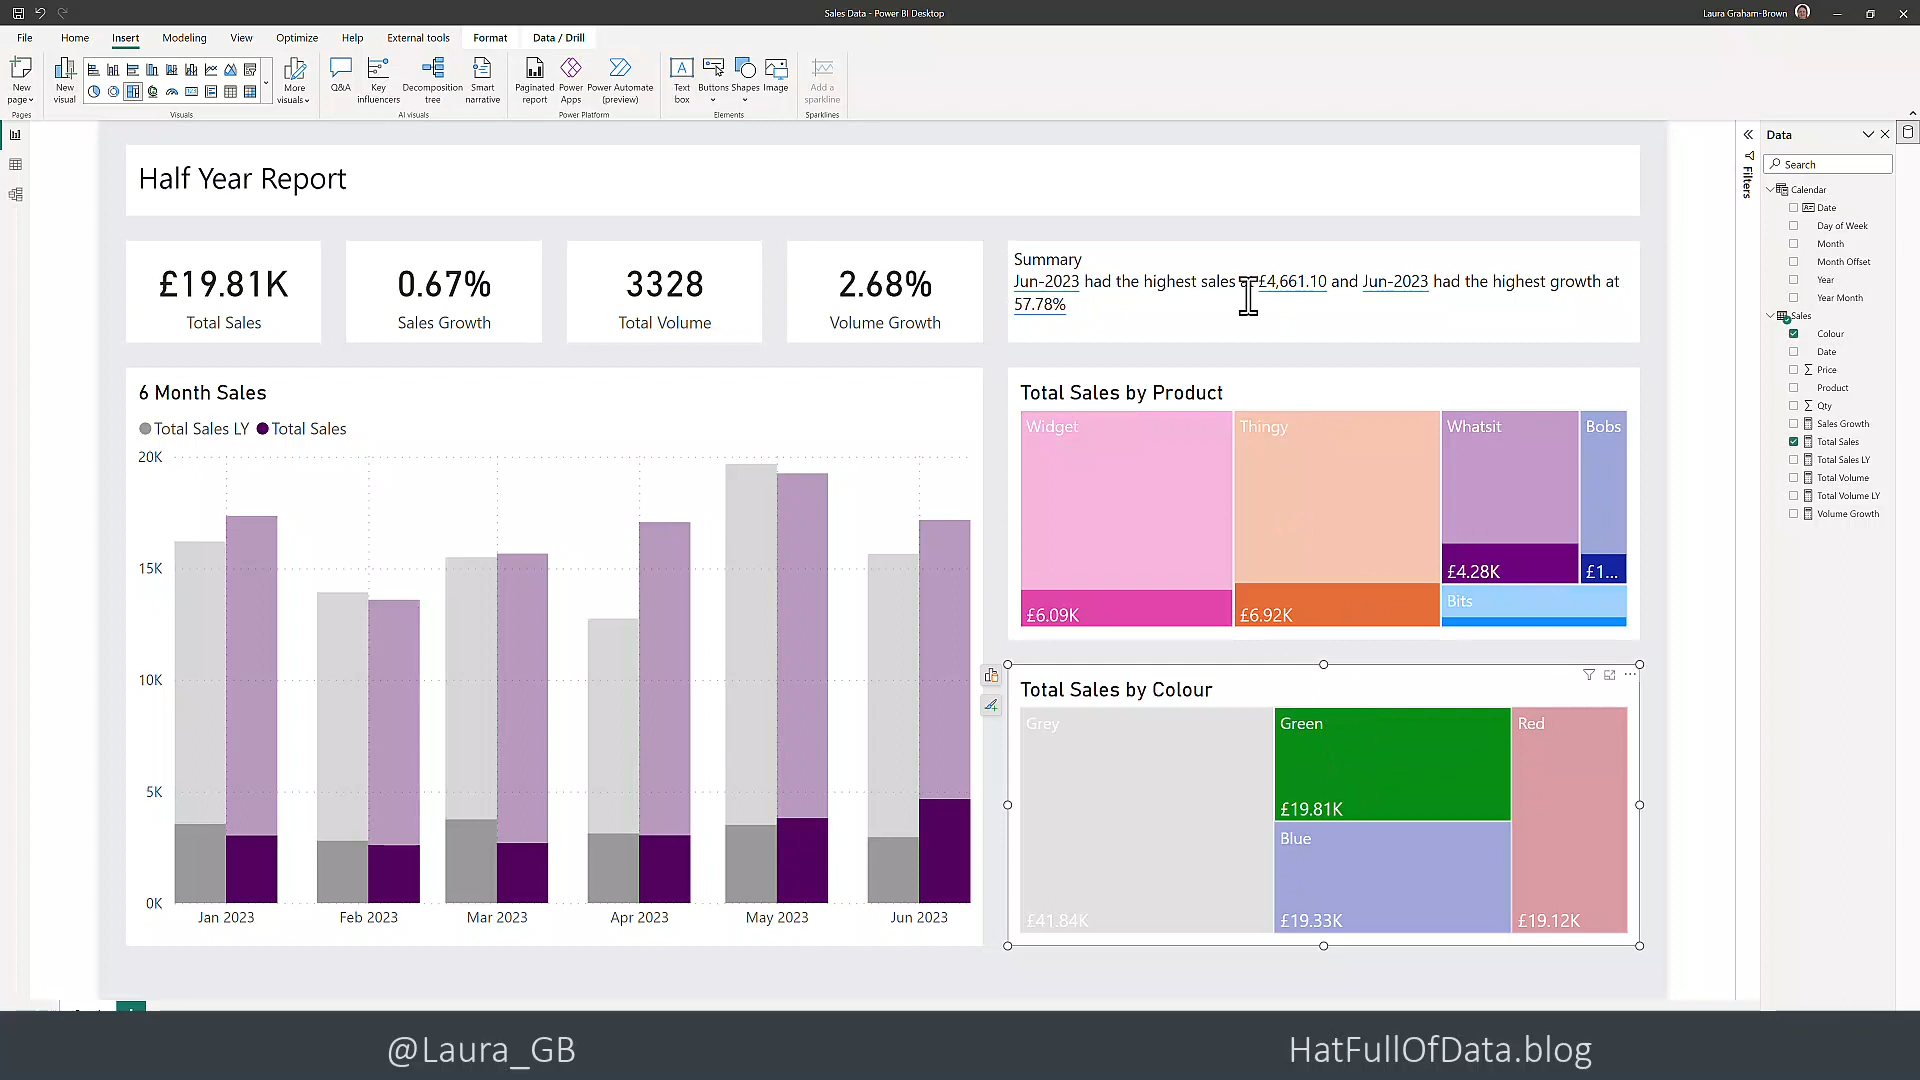 Sales Data - Power BI Desktop
Laura Graham-Brown
File
Home
Insert
Modeling
View
Optimize
Help
External tools
Format
Data / Drill
New page
New visual
More visuals
Q&A
Key influencers
Decomposition tree
Smart narrative
Paginated report
Power Apps
Power Automate (preview)
Text box
Buttons
Shapes
Image
Add a sparkline
Pages
Visuals
AI visuals
Power Platform
Elements
Sparklines
Half Year Report
£19.81K
Total Sales
0.67%
Sales Growth
3328
Total Volume
2.68%
Volume Growth
Summary
Jun-2023 had the highest sales £4,661.10 and Jun-2023 had the highest growth at
57.78%
6 Month Sales
Total Sales LY
Total Sales
20K
15K
10K
5K
0K
Jan 2023
Feb 2023
Mar 2023
Apr 2023
May 2023
Jun 2023
Total Sales by Product
Widget
£6.09K
Thingy
£6.92K
Whatsit
£4.28K
Bobs
£1...
Bits
Total Sales by Colour
Grey
£41.84K
Green
£19.81K
Blue
£19.33K
Red
£19.12K
Filters
Data
Search
Calendar
Date
Day of Week
Month
Month Offset
Year
Year Month
Sales
Colour
Date
Price
Product
Qty
Sales Growth
Total Sales
Total Sales LY
Total Volume
Total Volume LY
Volume Growth
@Laura_GB
HatFullOfData.blog